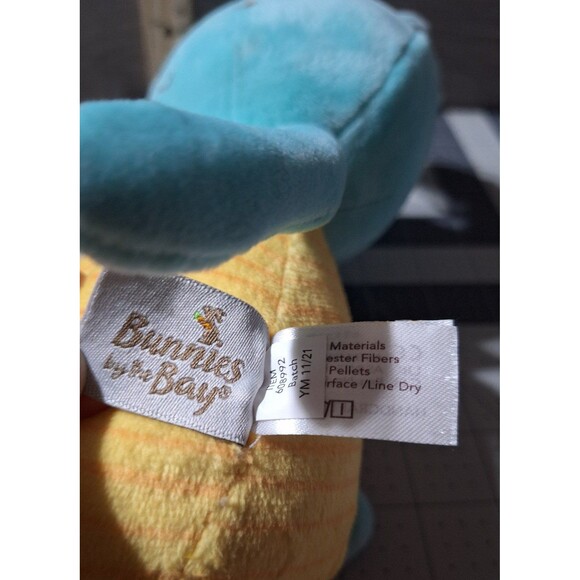 Bunnies
by the
Bay®
ITEM
608992
Batch
YM 11/21
Materials
ester Fibers
Pellets
rface /Line Dry